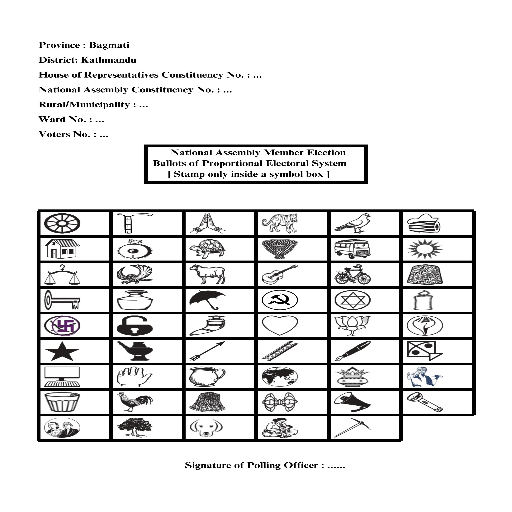 Province : Bagmati
District: Kathmandu
House of Representatives Constituency No. : ...
National Assembly Constituency No. : ...
Rural/Municipality : ...
Ward No. : ...
Voters No. : ...
National Assembly Member Election
Ballots of Proportional Electoral System
[ Stamp only inside a symbol box ]
Signature of Polling Officer : ......